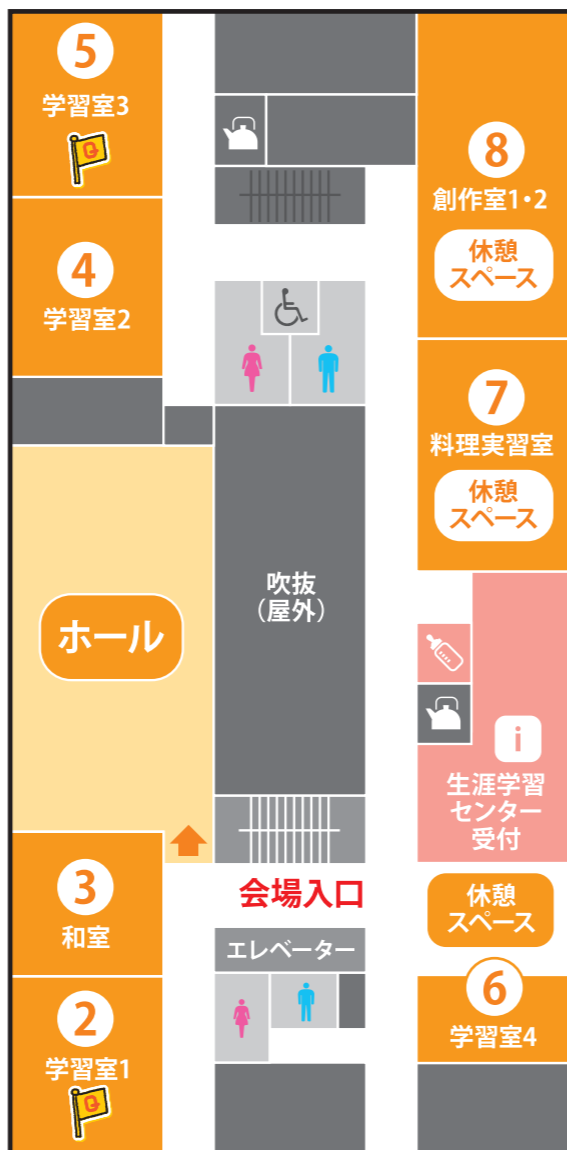 5
学習室3
Q
4
学習室2
ホール
3
和室
2
学習室1
Q
吹抜
(屋外)
会場入口
エレベーター
8
創作室1・2
休憩
スペース
7
料理実習室
休憩
スペース
i
生涯学習
センター
受付
休憩
スペース
6
学習室4